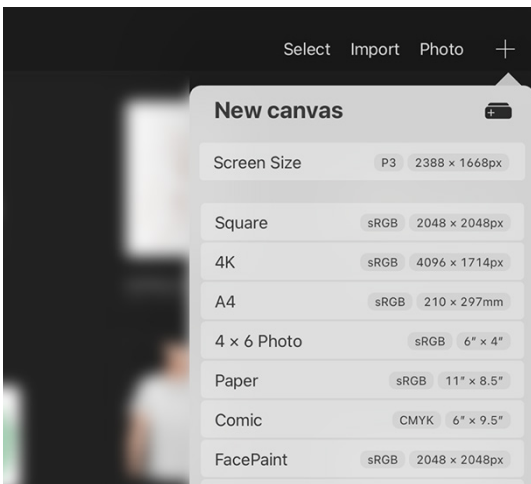 Select Import Photo
New canvas
Screen Size P3 2388 × 1668px
Square sRGB 2048 × 2048px
4K sRGB 4096 × 1714px
A4 sRGB 210 × 297mm
4 × 6 Photo sRGB 6" × 4"
Paper sRGB 11" × 8.5"
Comic CMYK 6" × 9.5"
FacePaint sRGB 2048 × 2048px